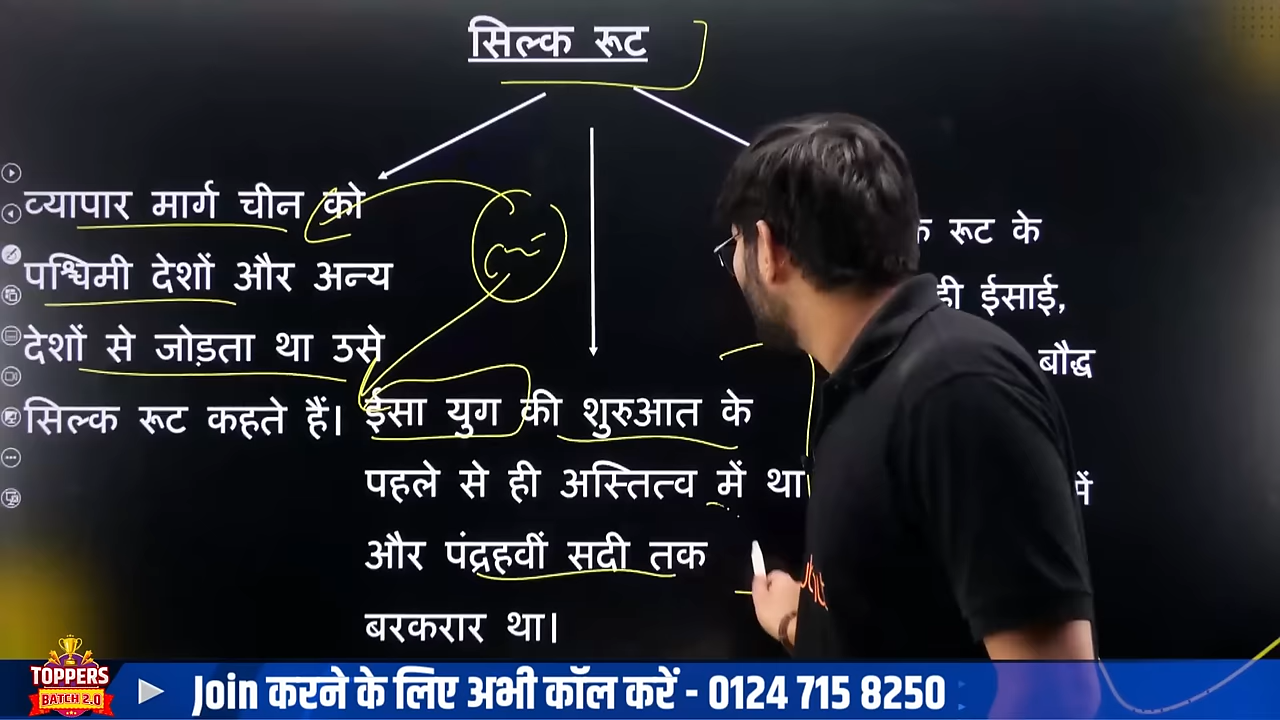 सिल्क रूट
व्यापार मार्ग चीन को
पश्चिमी देशों और अन्य
देशों से जोड़ता था उसे
सिल्क रूट कहते हैं।
ईसा युग की शुरुआत के
पहले से ही अस्तित्व में था
और पंद्रहवीं सदी तक
बरकरार था।
रूट के
ही ईसाई,
बौद्ध
में
TOPPERS
BATCH 2.0
Join करने के लिए अभी कॉल करें - 0124 715 8250